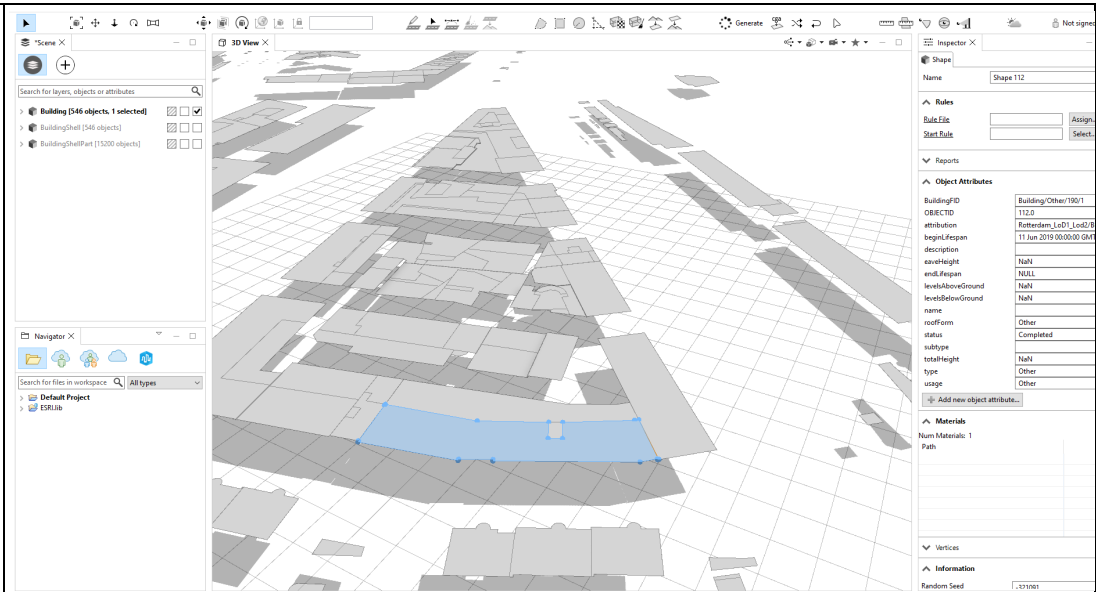 Generate
Not signed
*Scene
3D View
Inspector
Shape
Name
Shape 112
Search for layers, objects or attributes
Building [546 objects, 1 selected]
BuildingShell [546 objects]
BuildingShellPart [15200 objects]
Rules
Rule File
Assign...
Start Rule
Select...
Reports
Object Attributes
BuildingFID Building/Other/190/1
OBJECTID 112.0
attribution Rotterdam_LoD1_Lod2/B
beginLifespan 11 Jun 2019 00:00:00 GMT
description
eaveHeight NaN
endLifespan NULL
levelsAboveGround NaN
levelsBelowGround NaN
name
roofForm Other
status Completed
subtype
totalHeight NaN
type Other
usage Other
Add new object attribute...
Materials
Num Materials: 1
Path
Vertices
Information
Random Seed -321091
Navigator
Search for files in workspace
All types
Default Project
ESRI.lib